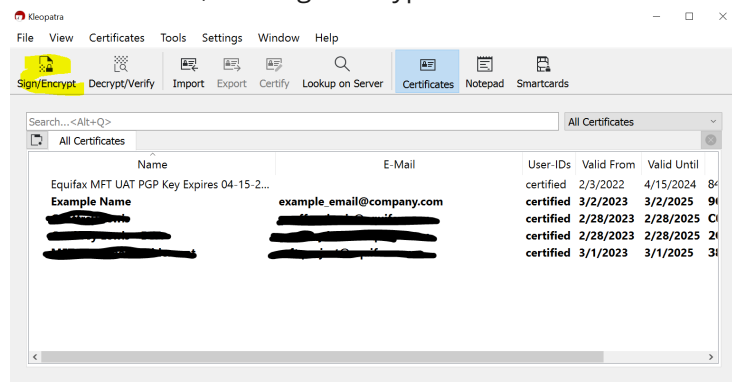 Kleopatra
File View Certificates Tools Settings Window Help
Sign/Encrypt Decrypt/Verify Import Export Certify Lookup on Server Certificates Notepad Smartcards
Search...<Alt+Q> All Certificates
All Certificates
Name E-Mail User-IDs Valid From Valid Until
Equifax MFT UAT PGP Key Expires 04-15-2... certified 2/3/2022 4/15/2024 84
Example Name example_email@company.com certified 3/2/2023 3/2/2025
certified 2/28/2023 2/28/2025
certified 2/28/2023 2/28/2025
certified 3/1/2023 3/1/2025